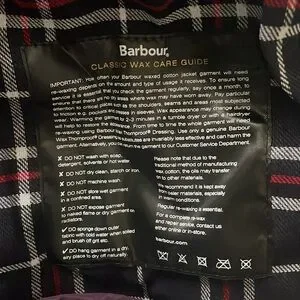 Barbour,
CLASSIC WAX CARE GUIDE
IMPORTANT: How often your Barbour waxed cotton jacket garment will need
re-waxing depends on the amount and type of usage it receives. To ensure long
service it is essential that you check the garment regularly, say once a month, to
ensure that there are no dry areas where wax may have worn away. Pay particular
attention to critical places such as the shoulders, seams and areas most subjected
to friction e.g. pockets and insides of sleeves. Wax position may change during
wear. Warming the garment for 2-3 minutes in a tumble dryer or with a hairdryer
will help restore the appearance. From time to time the whole garment will need
re-waxing using Barbour Wax Thornproof Dressing. Use only a genuine Barbour
Wax Thornproof Dressing as substitutes are invariably less effective and can harm the
garment. Alternatively, you can return the garment to our Customer Service Department.
✗ DO NOT wash with soap,
detergent, solvents or hot water.
✗ DO NOT dry clean, starch or iron.
✗ DO NOT machine wash.
✗ DO NOT store wet garment
in a confined area.
✗ DO NOT expose garment
to naked flame or dry on
radiators.
✓ DO sponge down outer
fabric with cold water when soiled
and brush off grit etc.
✓ DO hang garment in a dry, airy
place to dry off naturally.
Please note that due to the
traditional method of manufacturing
wax cotton, the oils may transfer
on to other materials.
We recommend it is kept away
from delicate materials, especially
in warm conditions.
Regular re-waxing is essential.
For a complete re-wax
and repair service, contact us
either online or in-store.
barbour.com